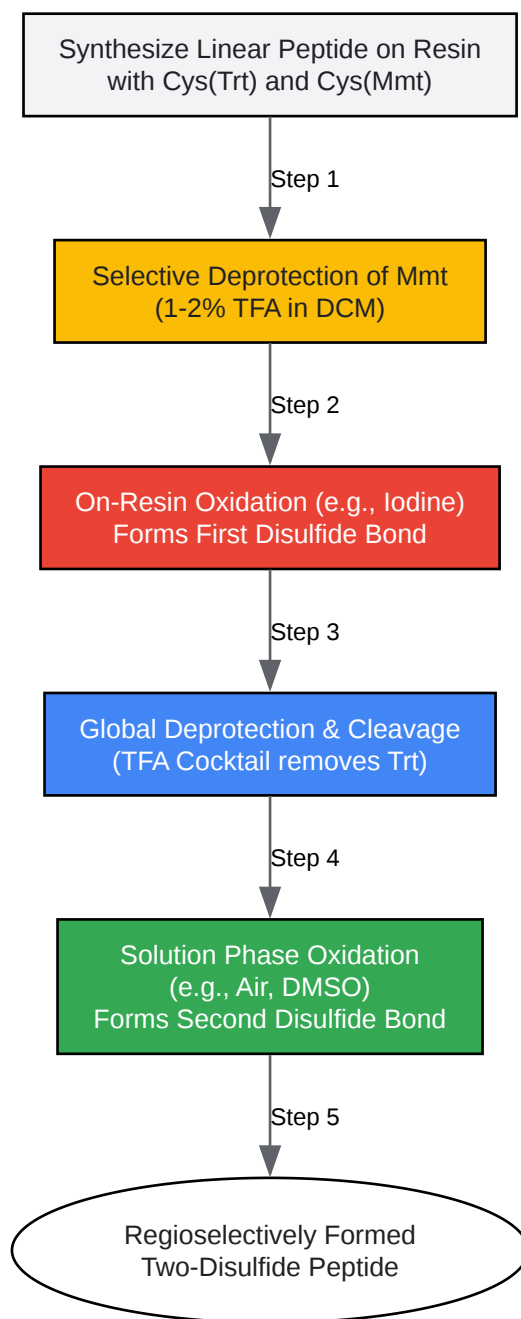 Synthesize Linear Peptide on Resin
with Cys(Trt) and Cys(Mmt)
Step 1
Selective Deprotection of Mmt
(1-2% TFA in DCM)
Step 2
On-Resin Oxidation (e.g., Iodine)
Forms First Disulfide Bond
Step 3
Global Deprotection & Cleavage
(TFA Cocktail removes Trt)
Step 4
Solution Phase Oxidation
(e.g., Air, DMSO)
Forms Second Disulfide Bond
Step 5
Regioselectively Formed
Two-Disulfide Peptide